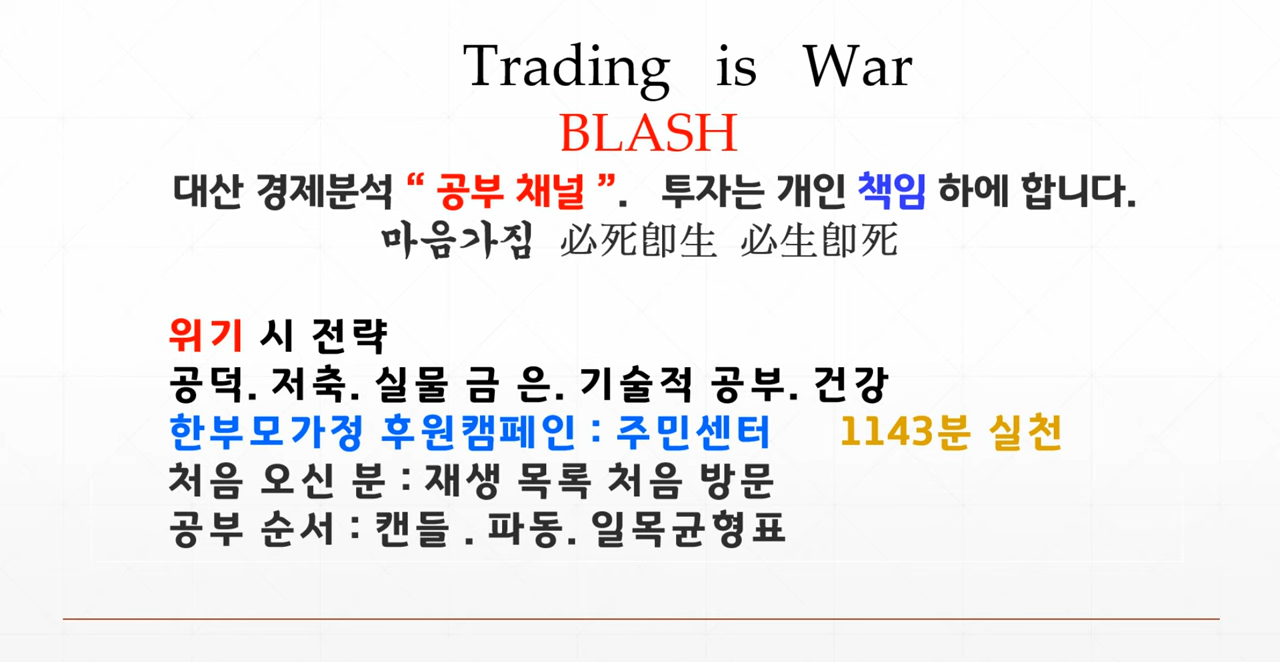 Trading is War
BLASH
대산 경제분석 “ 공부 채널 ”. 투자는 개인 책임 하에 합니다.
마음가짐 必死卽生 必生卽死
위기 시 전략
공덕. 저축. 실물 금 은. 기술적 공부. 건강
한부모가정 후원캠페인 : 주민센터 1143분 실천
처음 오신 분 : 재생 목록 처음 방문
공부 순서 : 캔들 . 파동. 일목균형표